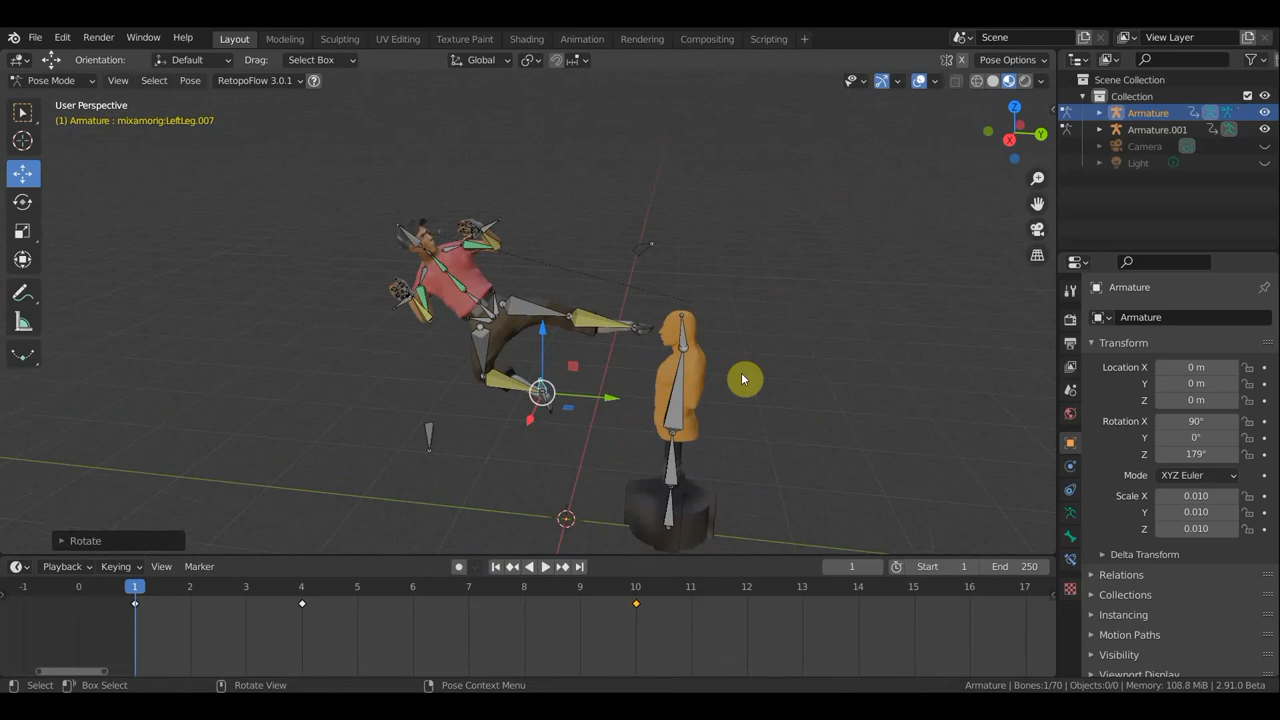 File Edit Render Window Help Layout Modeling Sculpting UV Editing Texture Paint Shading Animation Rendering Compositing Scripting + Scene View Layer
Orientation: Default Drag: Select Box Global X Pose Options
Pose Mode View Select Pose RetopoFlow 3.0.1 ?
User Perspective
(1) Armature : mixamorig:LeftLeg.007
Z
Y
X
Scene Collection
Collection
Armature
Armature.001
Camera
Light
Armature
Armature
Transform
Location X 0 m
Y 0 m
Z 0 m
Rotation X 90°
Y 0°
Z 179°
Mode XYZ Euler
Scale X 0.010
Y 0.010
Z 0.010
Delta Transform
Relations
Collections
Instancing
Motion Paths
Visibility
Viewport Display
Rotate
Playback Keying View Marker 1 Start 1 End 250
-1 0 1 2 3 4 5 6 7 8 9 10 11 12 13 14 15 16 17
Select Box Select Rotate View Pose Context Menu Armature | Bones:1/70 | Objects:0/0 | Memory: 108.8 MiB | 2.91.0 Beta